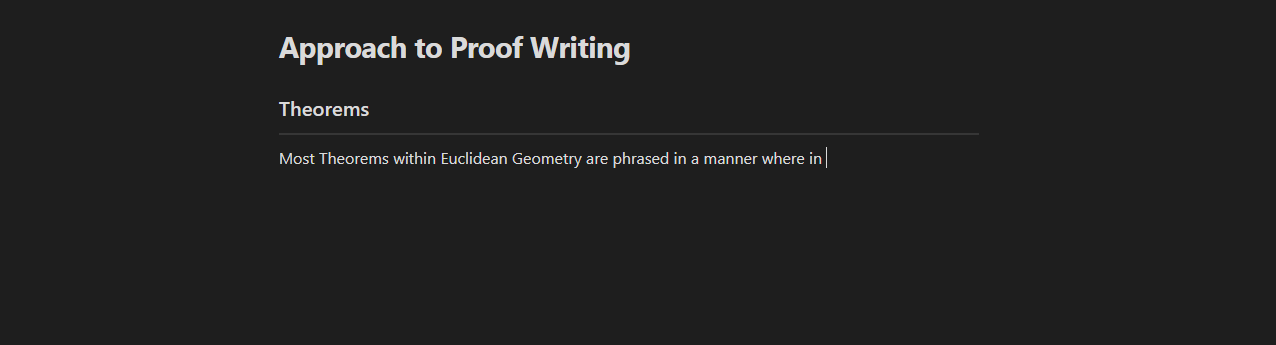 Approach to Proof Writing
Theorems
Most Theorems within Euclidean Geometry are phrased in a manner where in